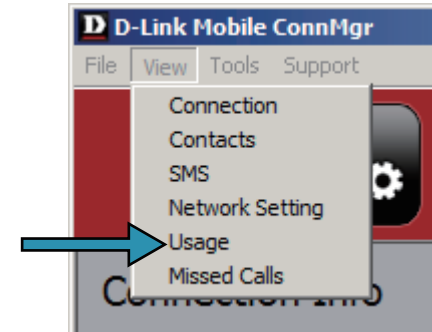 D D-Link Mobile ConnMgr
File View Tools Support
Connection
Contacts
SMS
Network Setting
Usage
Missed Calls
Connection Info